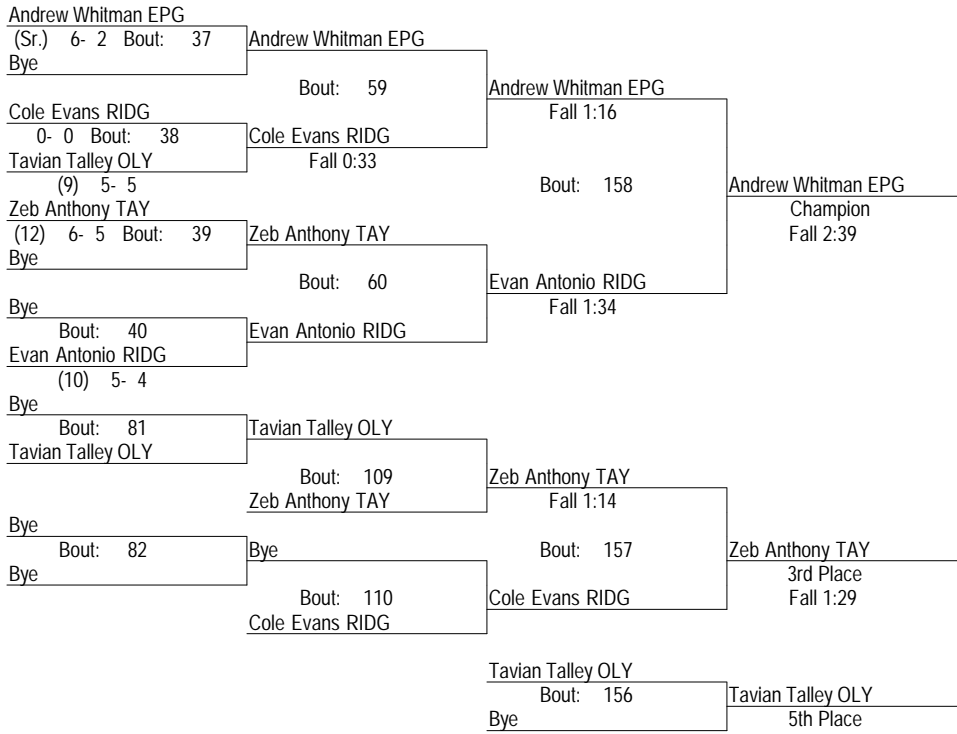 Andrew Whitman EPG
(Sr.) 6- 2 Bout: 37
Andrew Whitman EPG
Bye
Bout: 59
Andrew Whitman EPG
Fall 1:16
Cole Evans RIDG
0- 0 Bout: 38
Cole Evans RIDG
Tavian Talley OLY
Fall 0:33
(9) 5- 5
Bout: 158
Andrew Whitman EPG
Champion
Fall 2:39
Zeb Anthony TAY
(12) 6- 5 Bout: 39
Zeb Anthony TAY
Bye
Bout: 60
Evan Antonio RIDG
Fall 1:34
Bye
Bout: 40
Evan Antonio RIDG
Evan Antonio RIDG
(10) 5- 4
Bye
Bout: 81
Tavian Talley OLY
Tavian Talley OLY
Bout: 109
Zeb Anthony TAY
Zeb Anthony TAY
Fall 1:14
Bye
Bout: 82
Bye
Bye
Bout: 157
Zeb Anthony TAY
3rd Place
Fall 1:29
Bout: 110
Cole Evans RIDG
Cole Evans RIDG
Tavian Talley OLY
Bout: 156
Tavian Talley OLY
Bye
5th Place